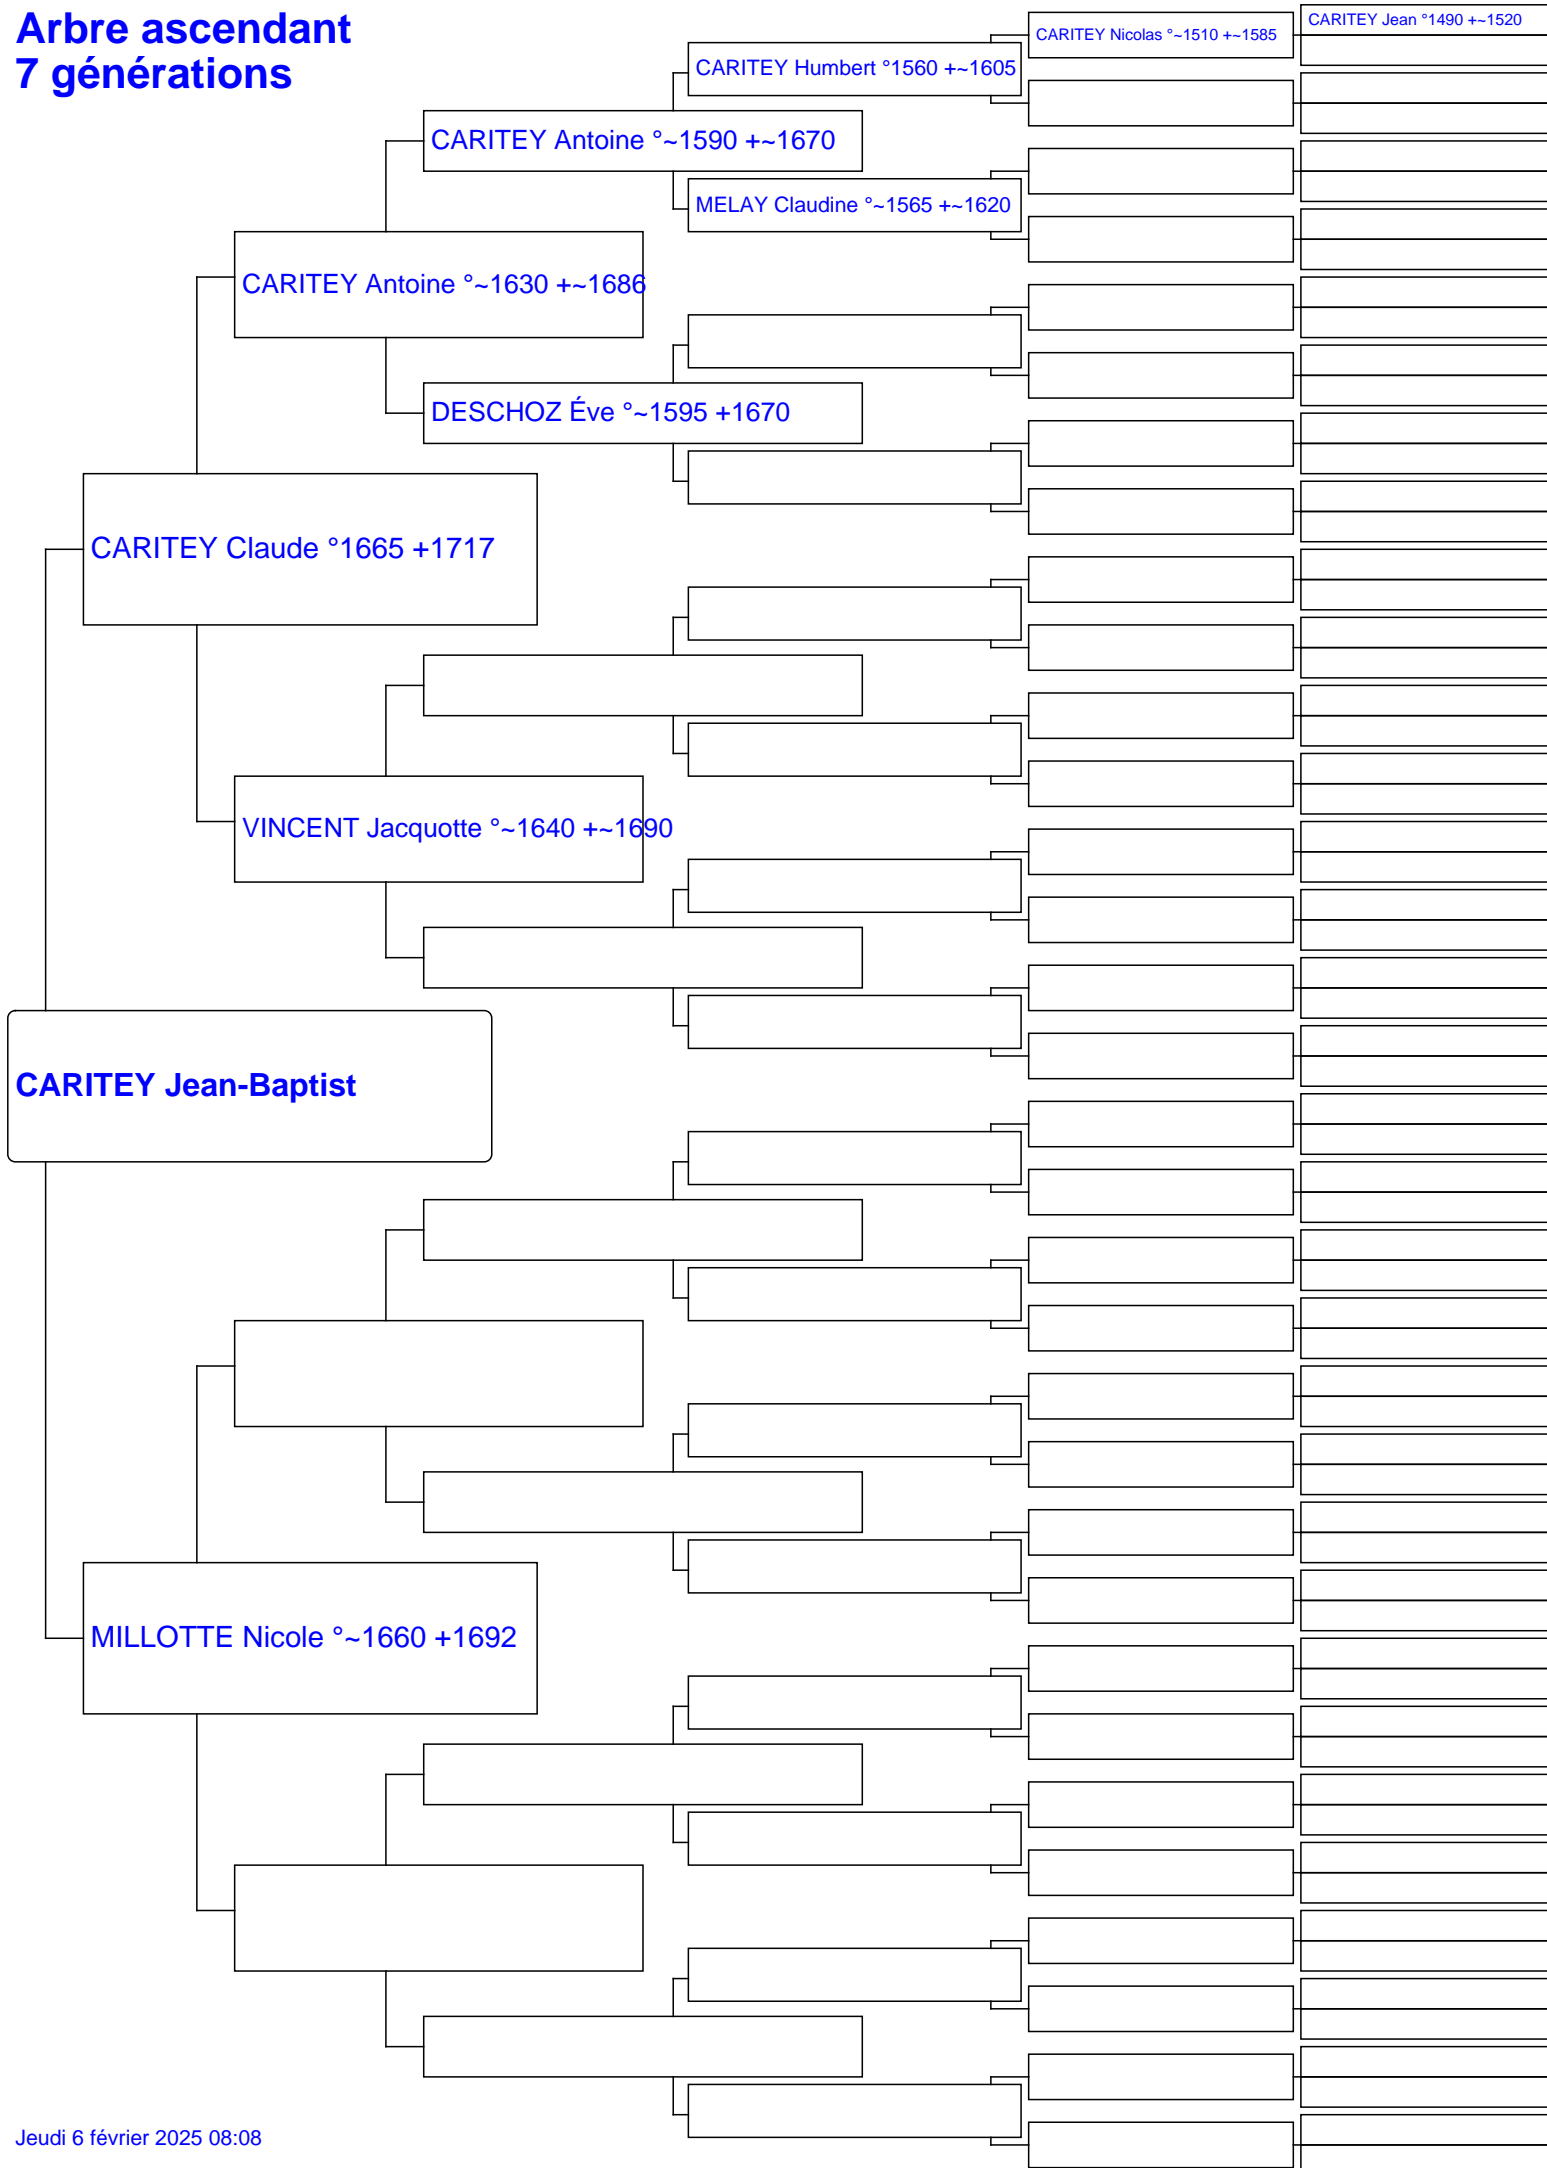 Arbre ascendant
7 générations
CARITEY Jean °1490 +~1520
CARITEY Nicolas °~1510 +~1585
CARITEY Humbert °1560 +~1605
CARITEY Antoine °~1590 +~1670
MELAY Claudine °~1565 +~1620
CARITEY Antoine °~1630 +~1686
DESCHOZ Éve °~1595 +1670
CARITEY Claude °1665 +1717
VINCENT Jacquotte °~1640 +~1690
CARITEY Jean-Baptist
MILLOTTE Nicole °~1660 +1692
Jeudi 6 février 2025 08:08